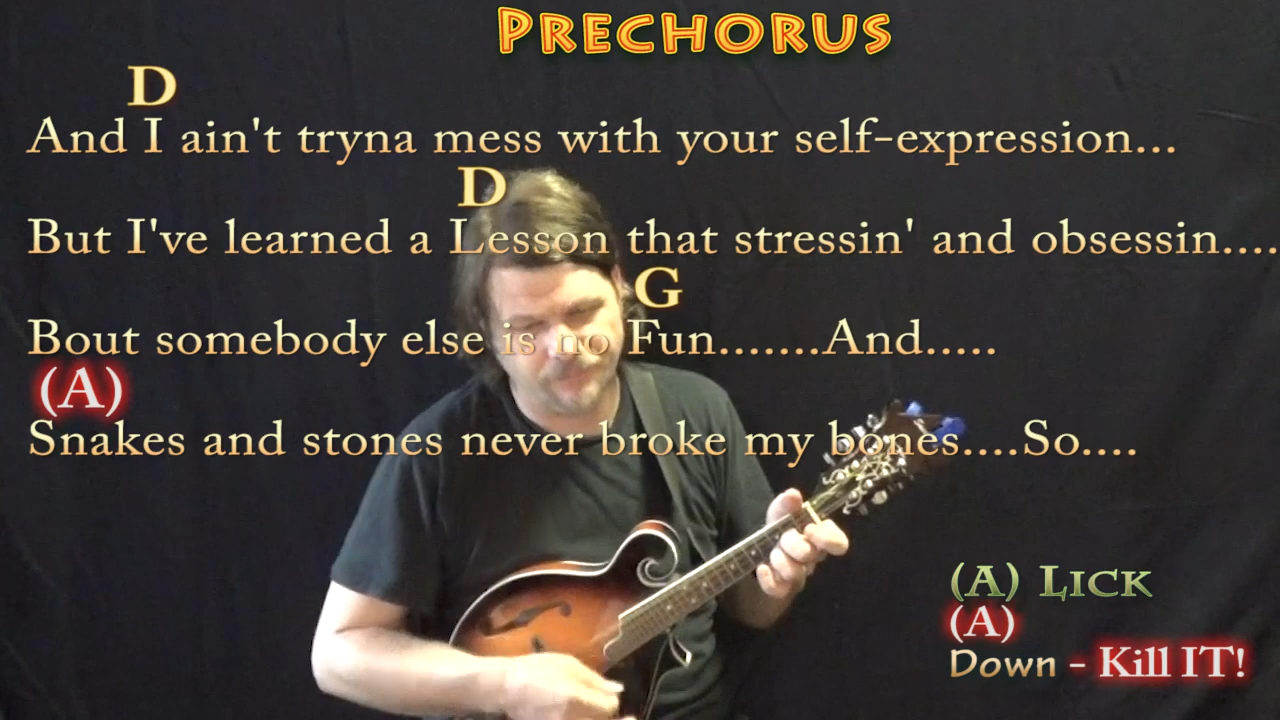 PRECHORUS
D
And I ain't tryna mess with your self-expression...
D
But I've learned a Lesson that stressin' and obsessin....
G
Bout somebody else is no Fun.......And.....
(A)
Snakes and stones never broke my bones....So....
(A) LICK
(A)
Down - Kill IT!